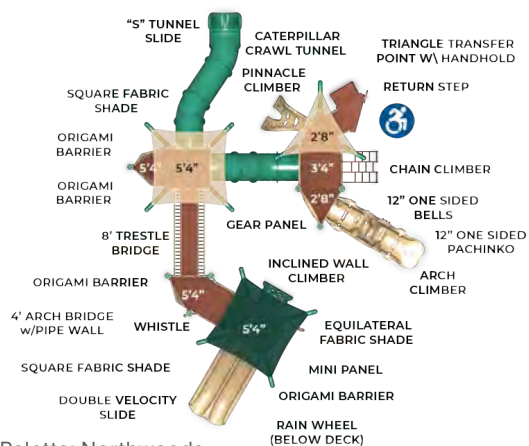 "S" TUNNEL
SLIDE
CATERPILLAR
CRAWL TUNNEL
TRIANGLE TRANSFER
POINT W\ HANDHOLD
PINNACLE
CLIMBER
RETURN STEP
SQUARE FABRIC
SHADE
2'8"
ORIGAMI
BARRIER
5'4"
5'4"
3'4"
CHAIN CLIMBER
ORIGAMI
BARRIER
2'8"
12" ONE SIDED
BELLS
GEAR PANEL
8' TRESTLE
BRIDGE
12" ONE SIDED
PACHINKO
INCLINED WALL
CLIMBER
ARCH
CLIMBER
ORIGAMI BARRIER
5'4"
4' ARCH BRIDGE
w/PIPE WALL
WHISTLE
5'4"
EQUILATERAL
FABRIC SHADE
SQUARE FABRIC SHADE
MINI PANEL
ORIGAMI BARRIER
DOUBLE VELOCITY
SLIDE
RAIN WHEEL
(BELOW DECK)
Palette: Northwoods